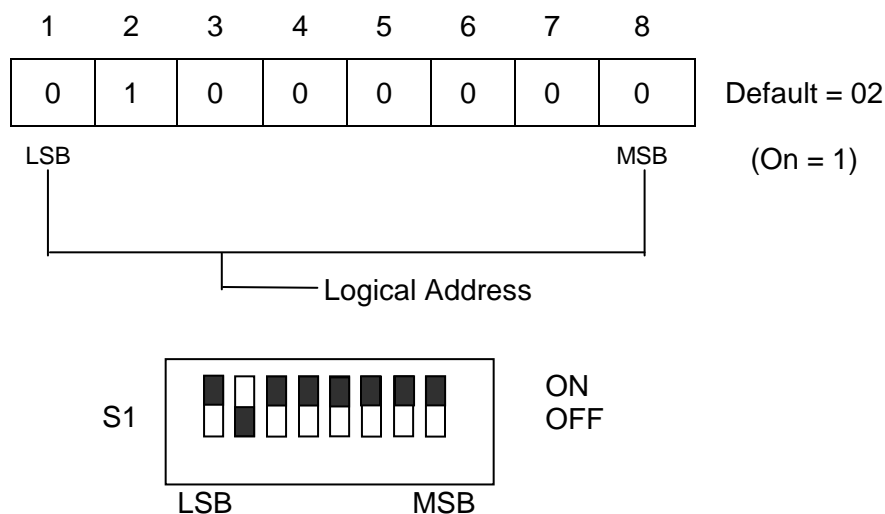 1 2 3 4 5 6 7 8
0 1 0 0 0 0 0 0 Default = 02
LSB MSB (On = 1)
Logical Address
ON
S1 OFF
LSB MSB